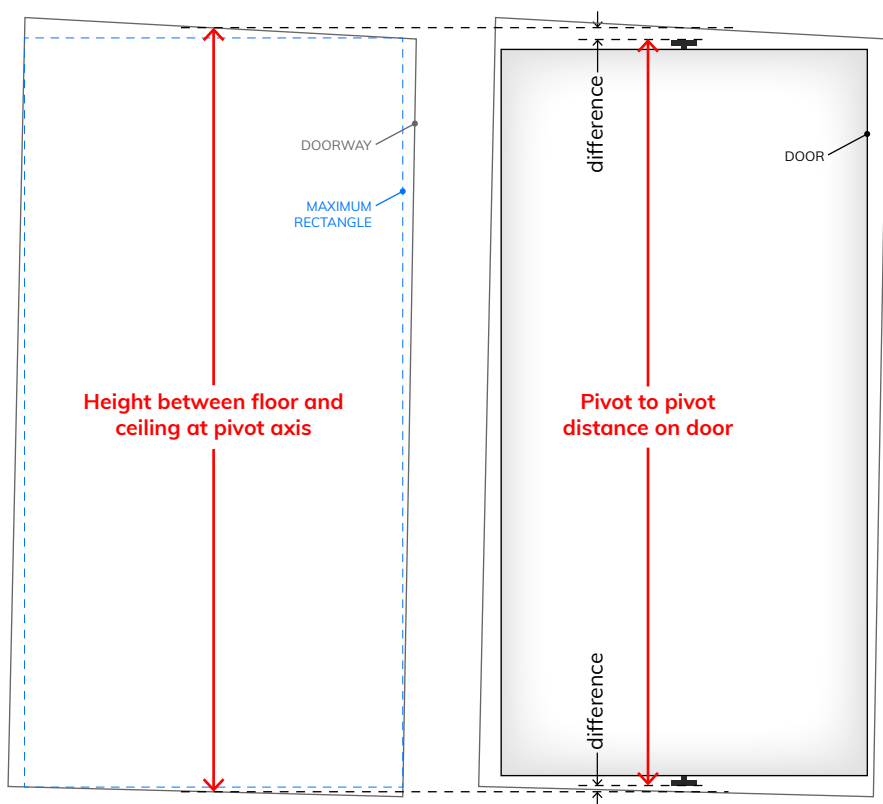 DOORWAY
MAXIMUM
RECTANGLE
Height between floor and
ceiling at pivot axis
difference
DOOR
Pivot to pivot
distance on door
difference